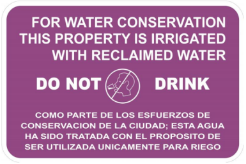 FOR WATER CONSERVATION
THIS PROPERTY IS IRRIGATED
WITH RECLAIMED WATER
DO NOT DRINK
COMO PARTE DE LOS ESFUERZOS DE
CONSERVACION DE LA CIUDAD; ESTA AGUA
HA SIDO TRATADA CON EL PROPOSITO DE
SER UTILIZADA UNICAMENTE PARA RIEGO